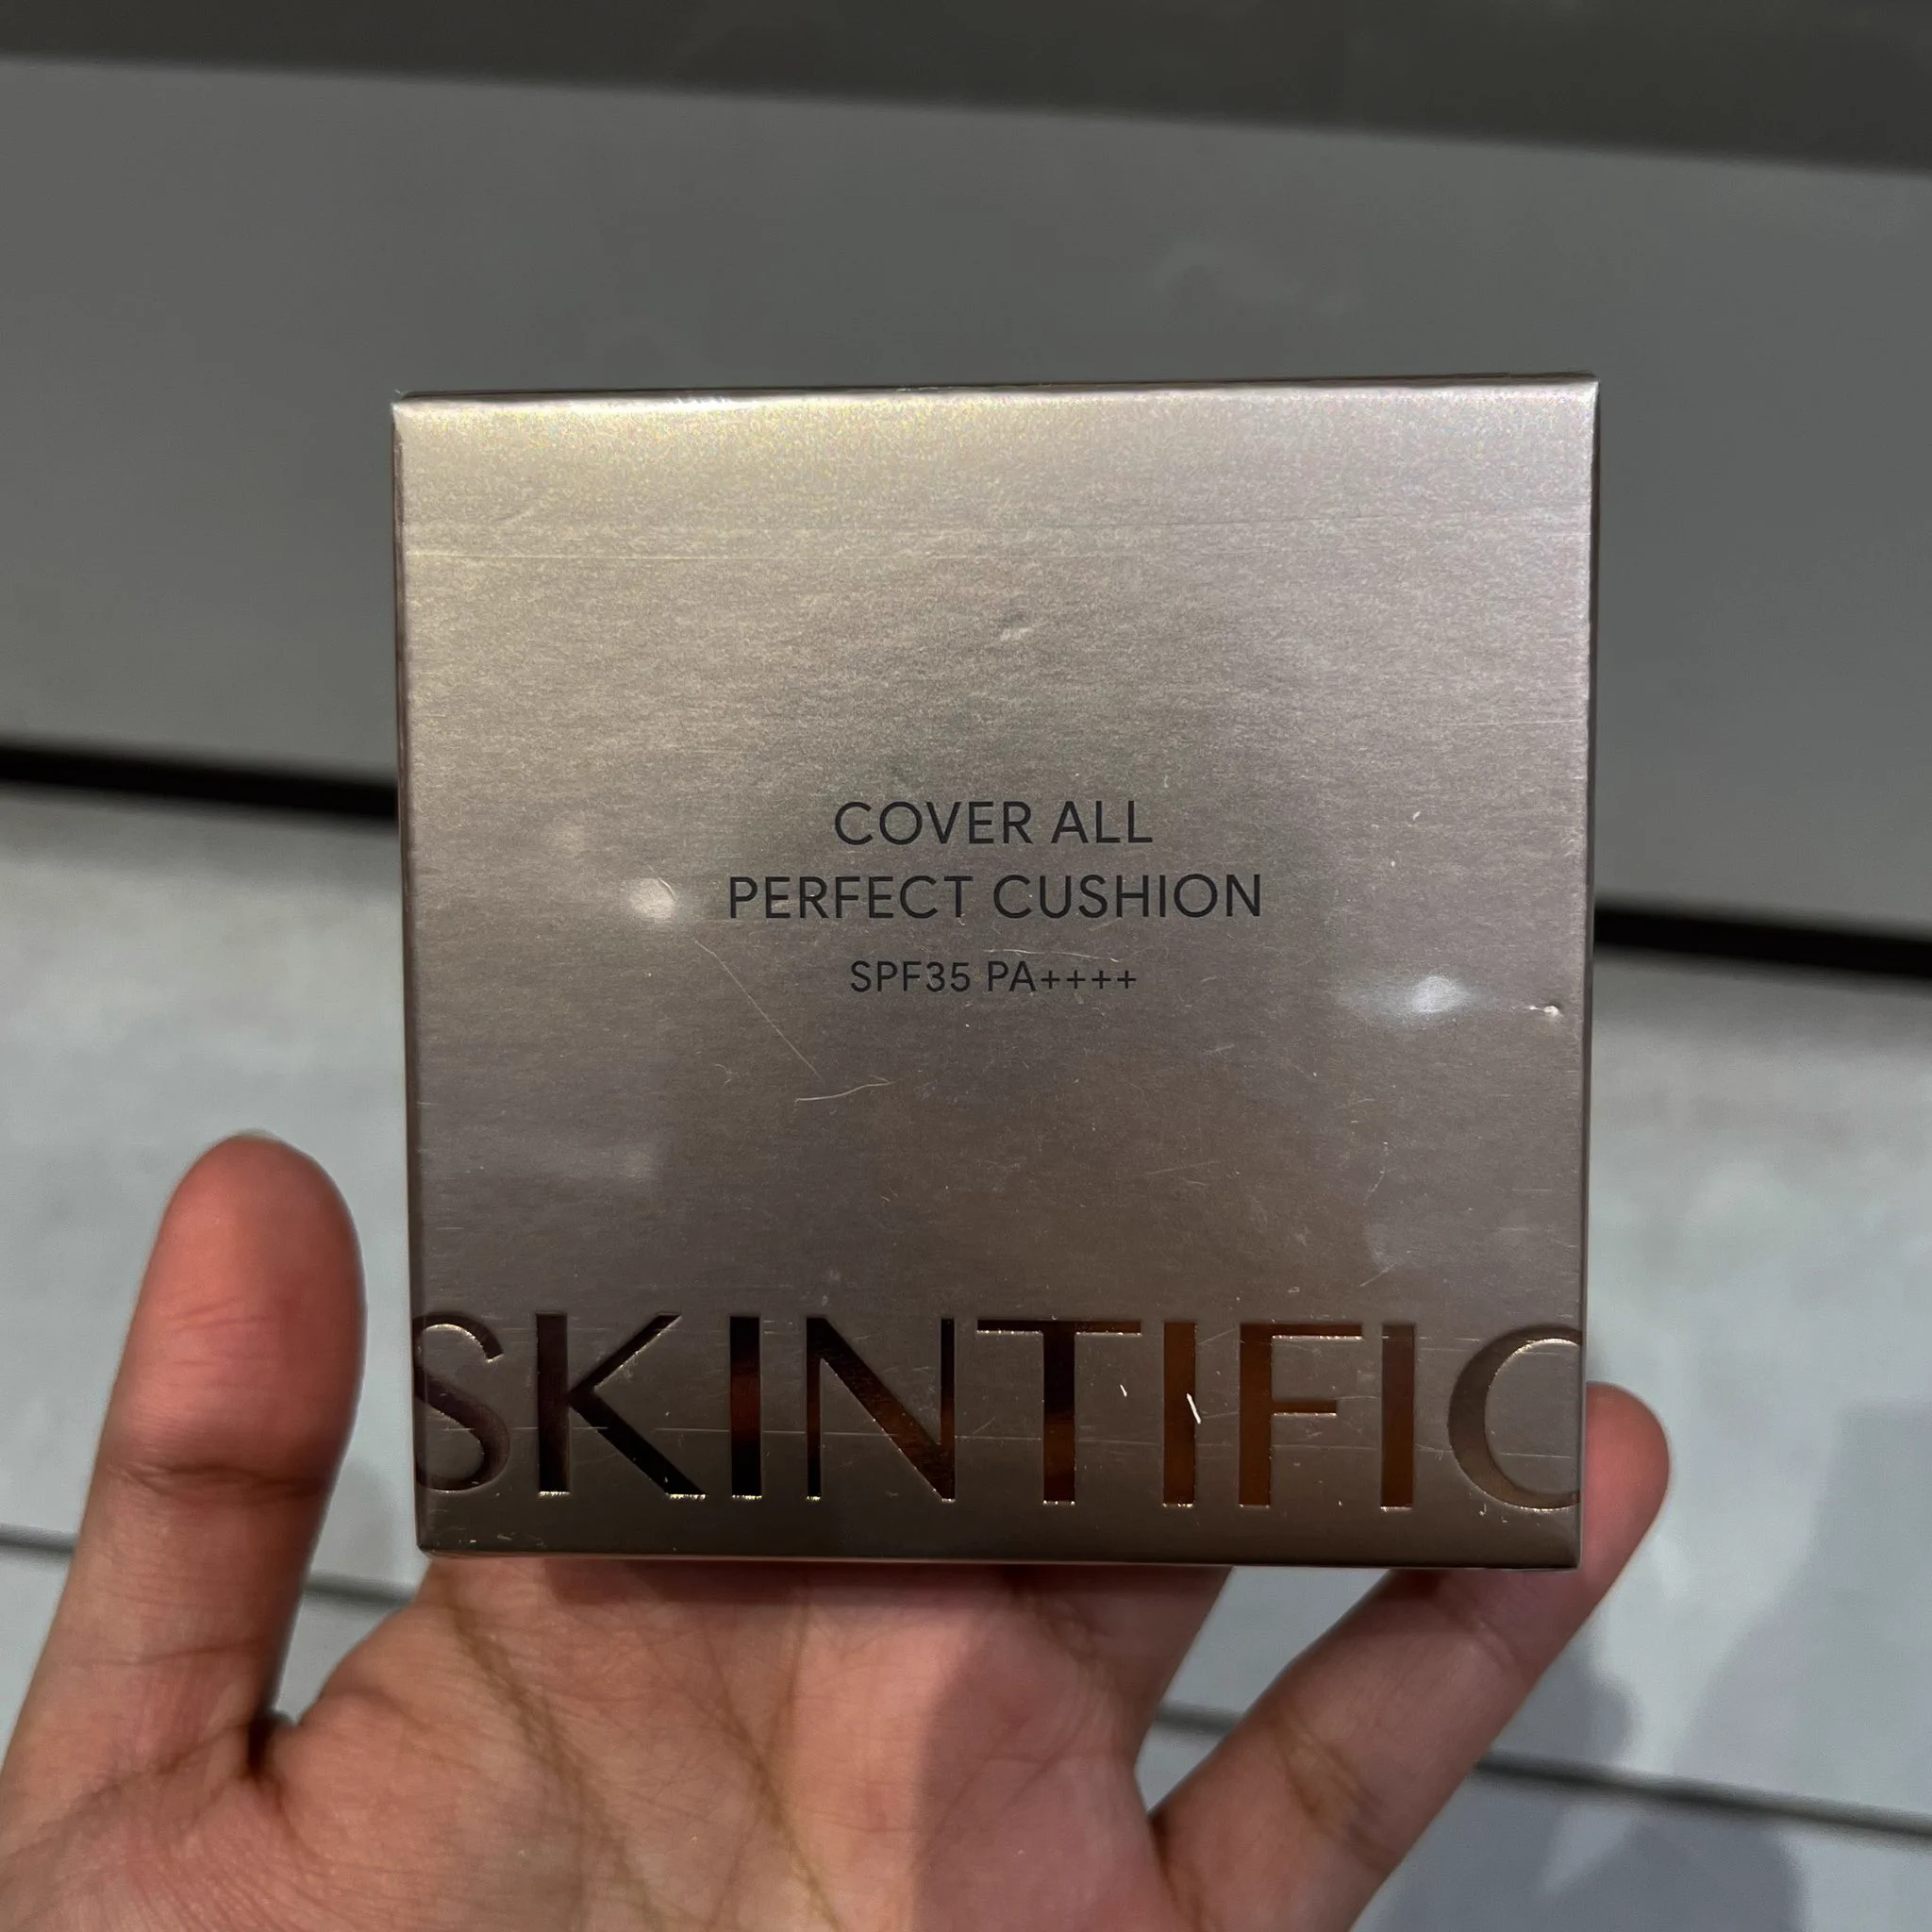 COVER ALL
PERFECT CUSHION
SPF35 PA++++
SKINTIFIC